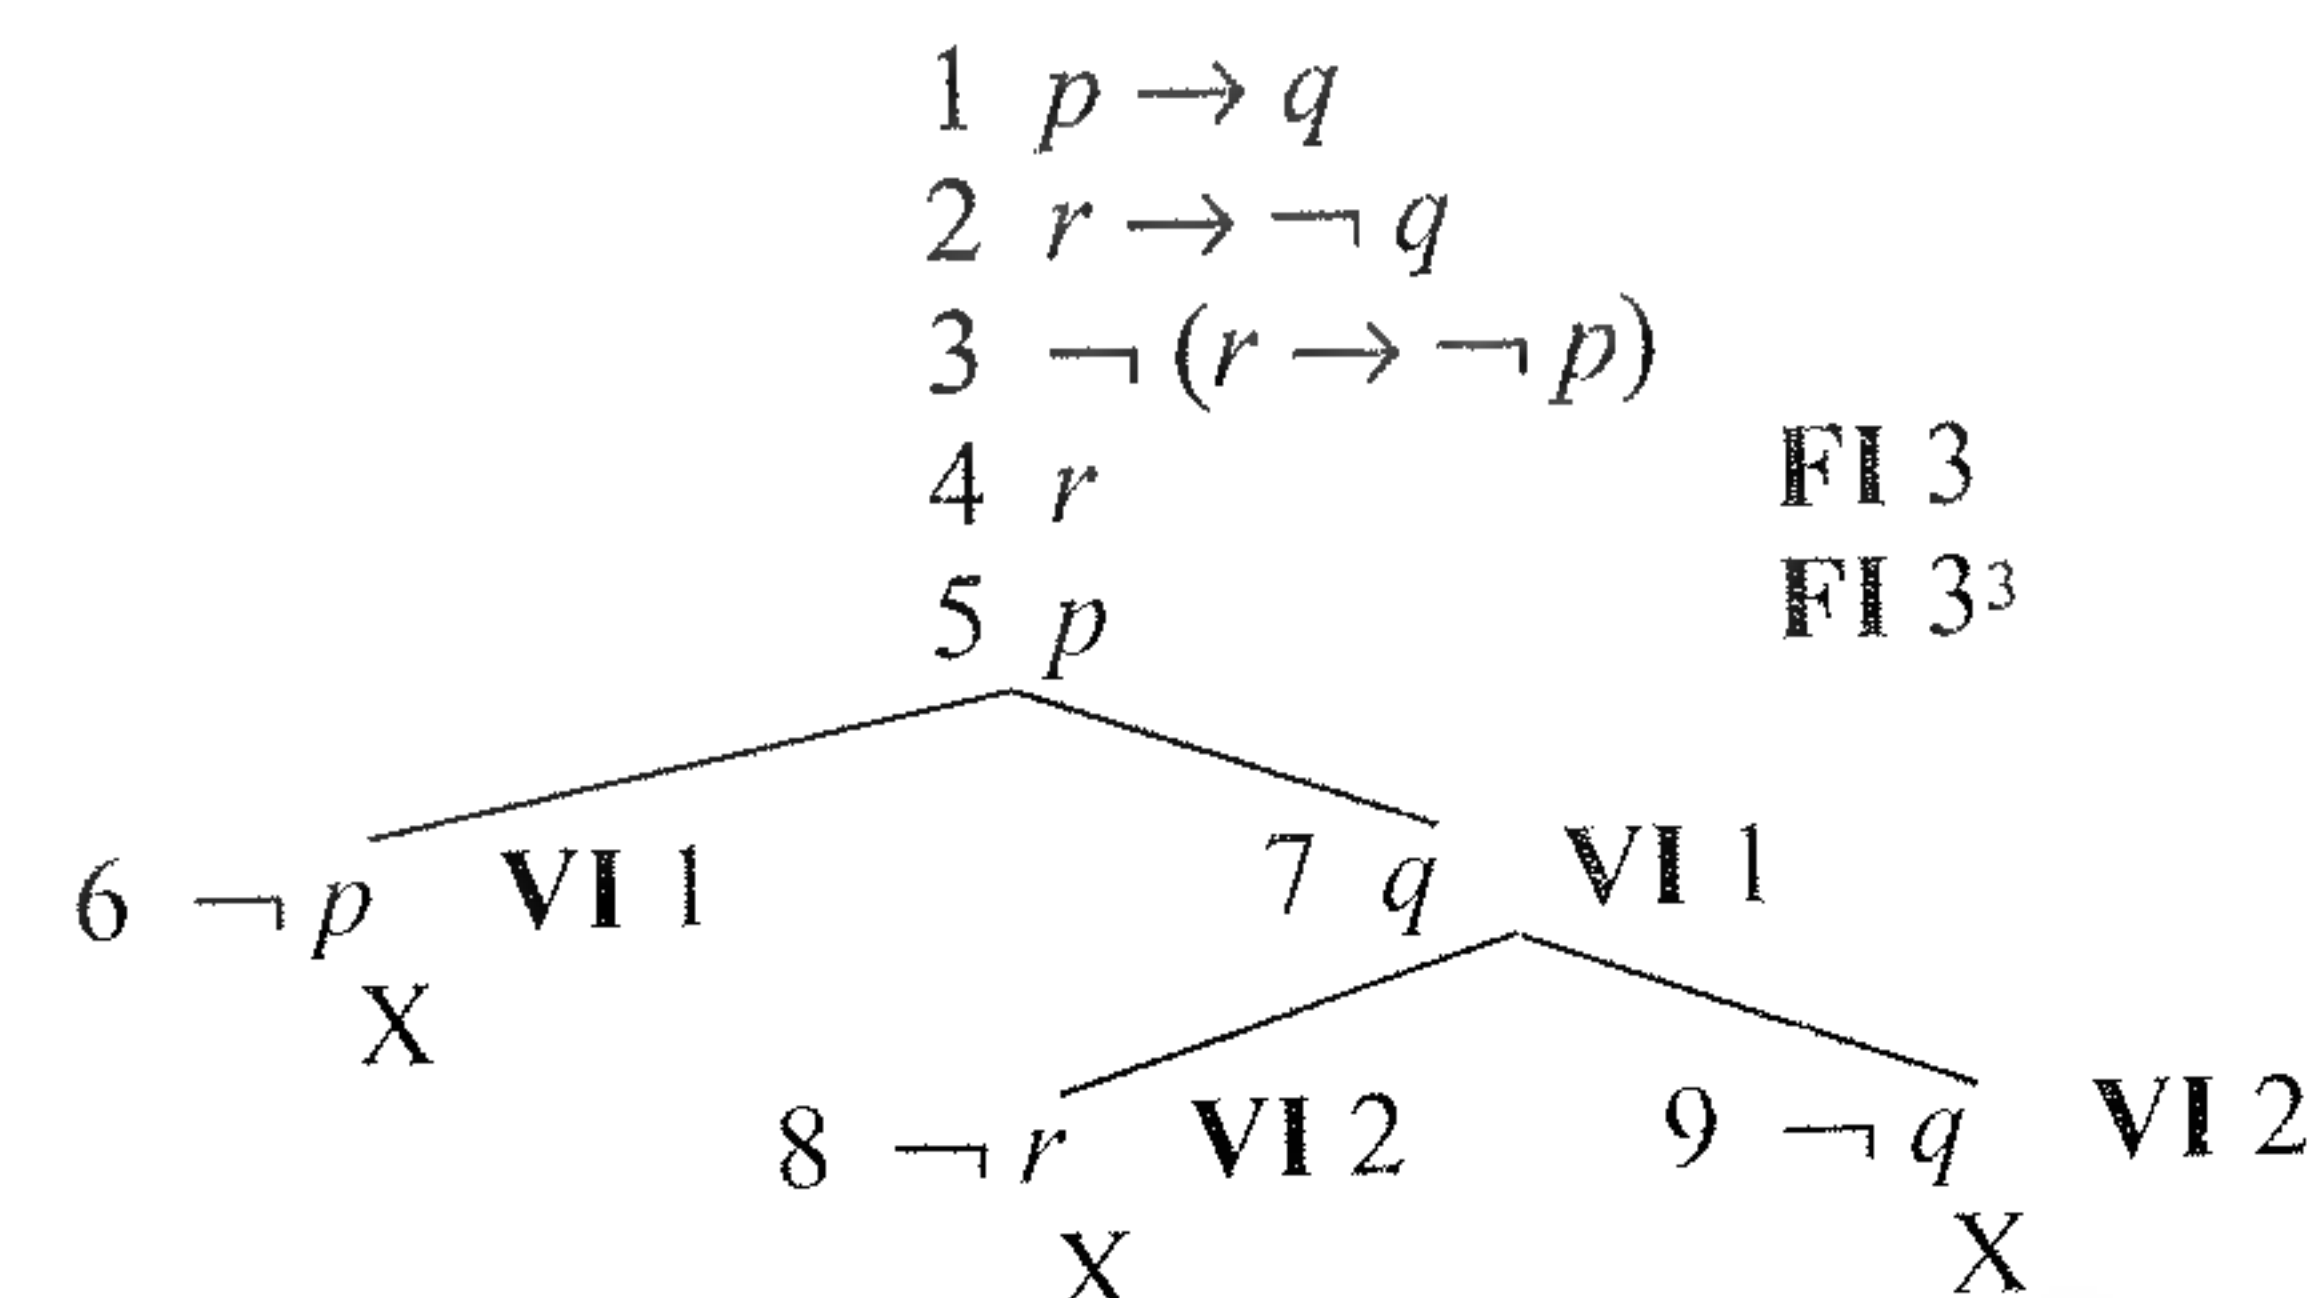 1 p → q
2 r → ¬ q
3 ¬ (r → ¬ p)
4 r FI 3
5 p FI 3³
6 ¬ p VI 1 7 q VI 1
X
8 ¬ r VI 2 9 ¬ q VI 2
X X